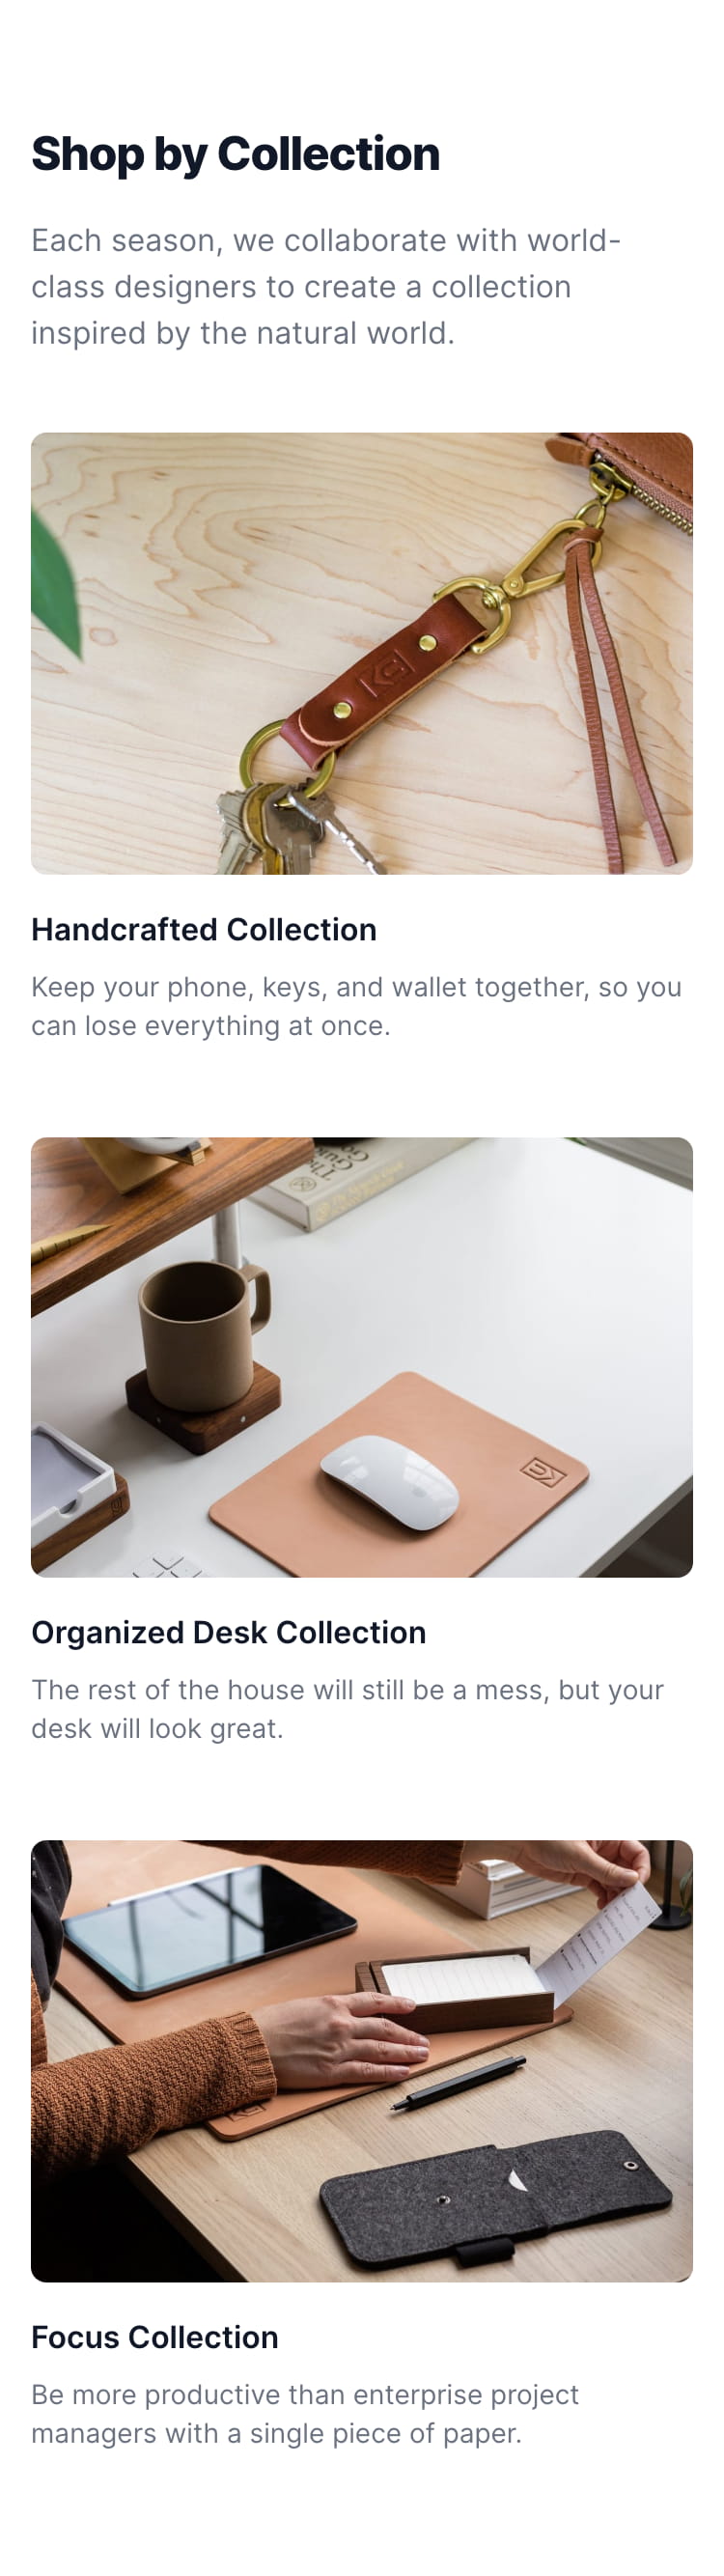 Shop by Collection
Each season, we collaborate with world-
class designers to create a collection
inspired by the natural world.
Handcrafted Collection
Keep your phone, keys, and wallet together, so you
can lose everything at once.
Organized Desk Collection
The rest of the house will still be a mess, but your
desk will look great.
Focus Collection
Be more productive than enterprise project
managers with a single piece of paper.